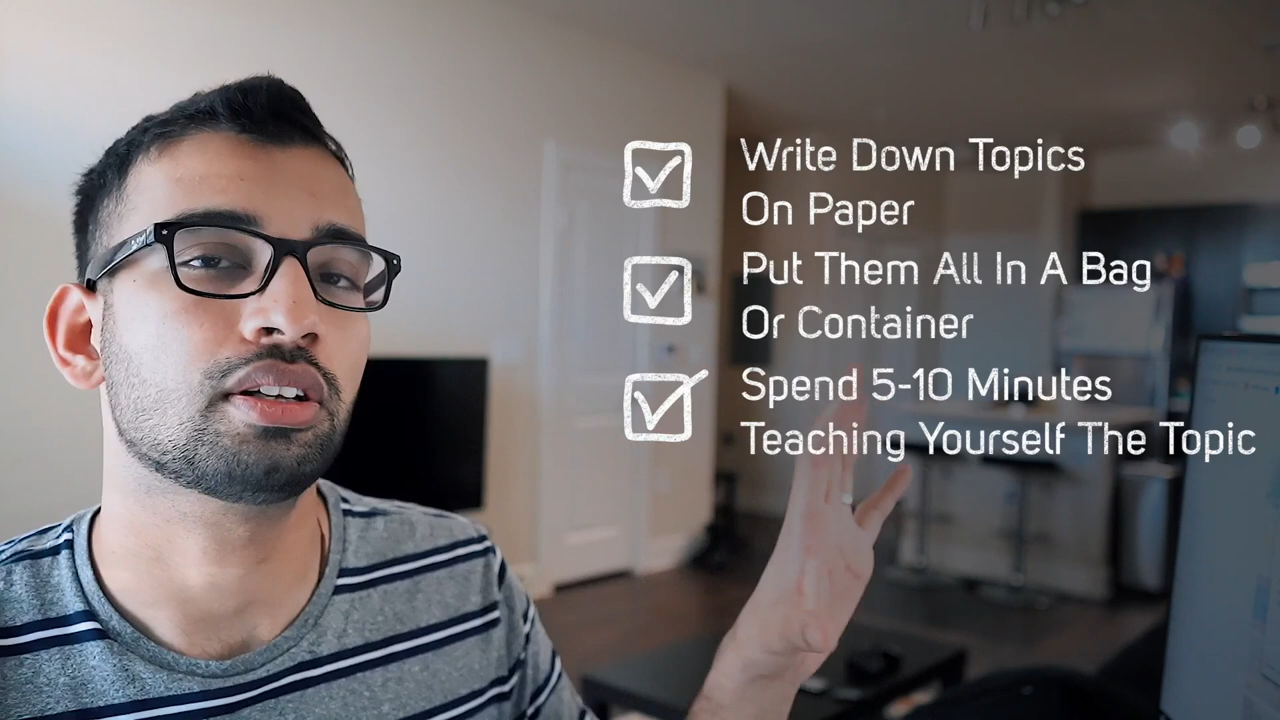 Write Down Topics
On Paper
Put Them All In A Bag
Or Container
Spend 5-10 Minutes
Teaching Yourself The Topic